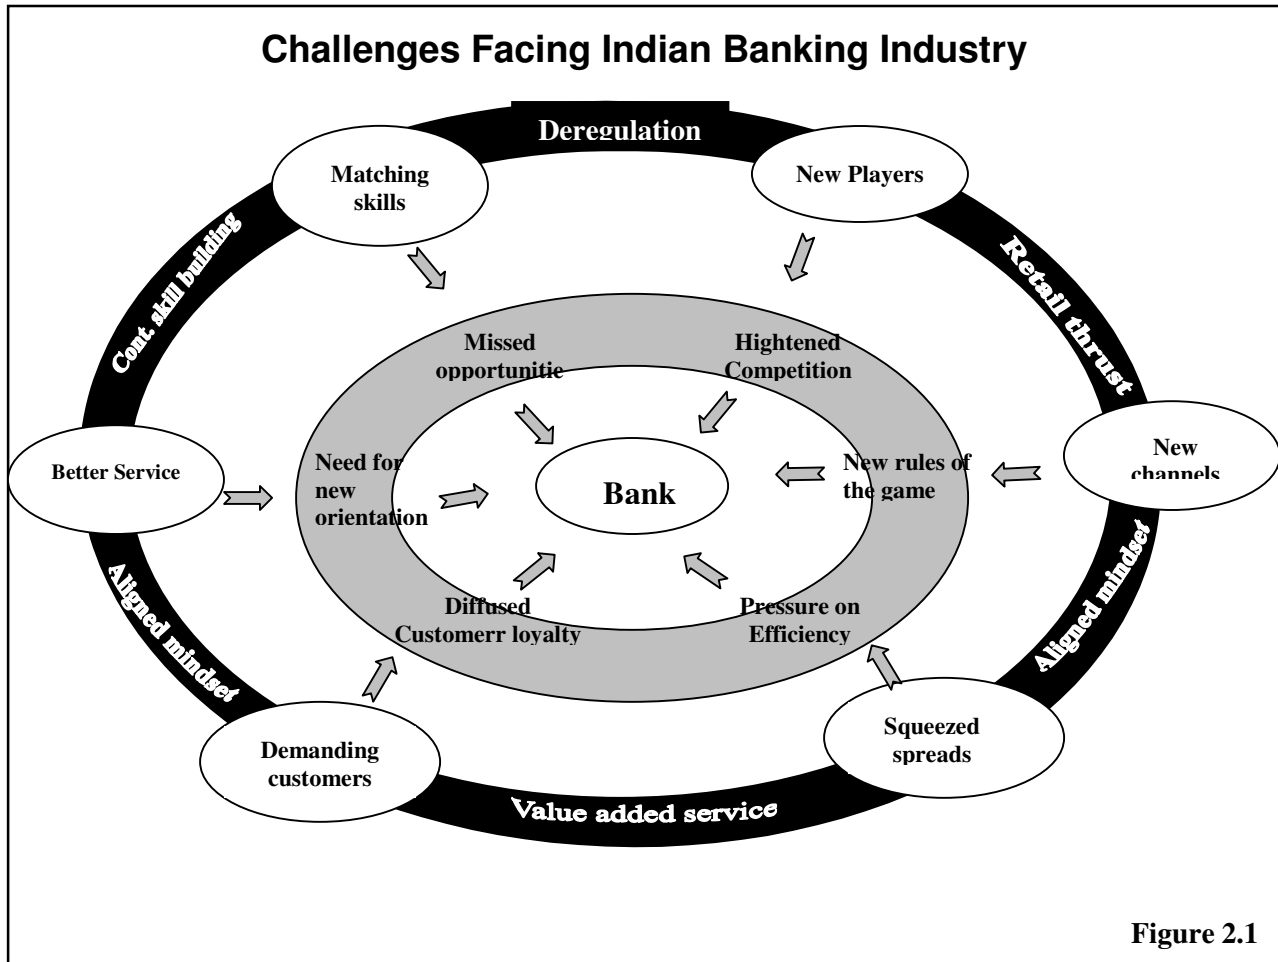 Challenges Facing Indian Banking Industry
Deregulation
Matching
skills
New Players
Cont. skill building
Retail thrust
Missed
opportunitie
Hightened
Competition
Better Service
Need for
new
orientation
Bank
New rules of
the game
New
channels
Aligned mindset
Diffused
Customerr loyalty
Pressure on
Efficiency
Aligned mindset
Demanding
customers
Squeezed
spreads
Value added service
Figure 2.1